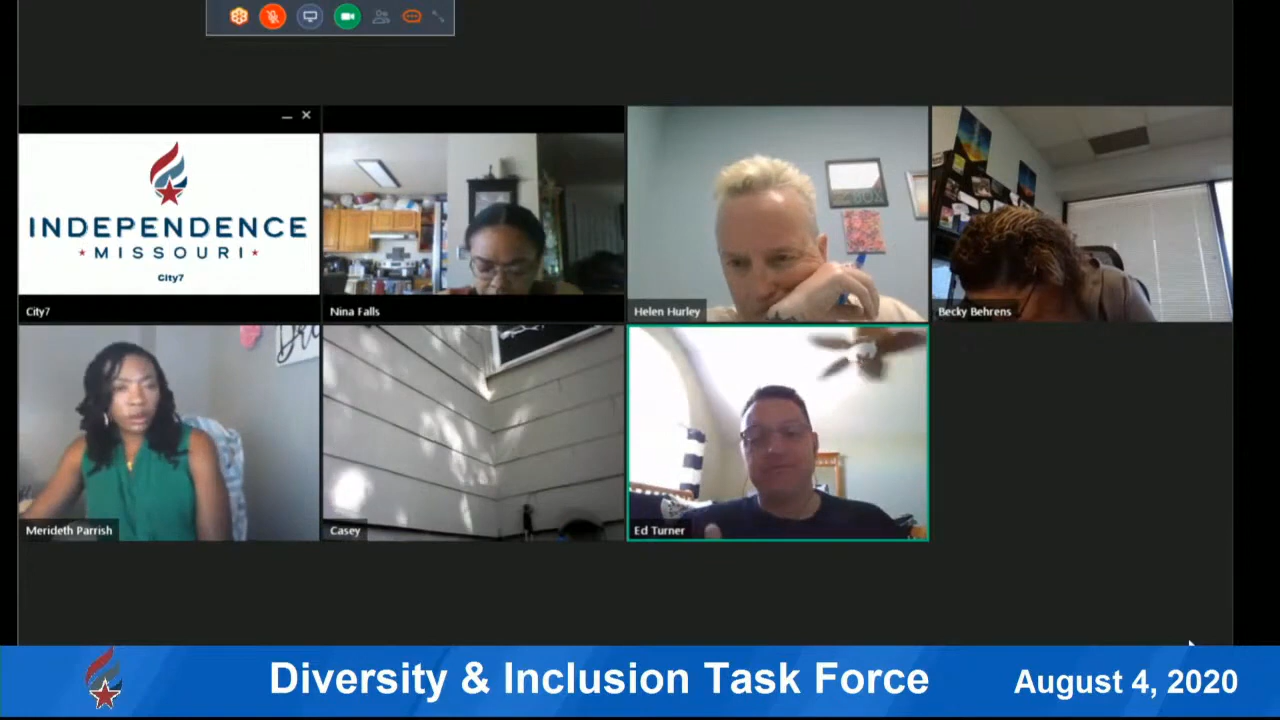 INDEPENDENCE
MISSOURI
City7
City7
Nina Falls
Helen Hurley
Becky Behrens
Merideth Parrish
Casey
Ed Turner
Diversity & Inclusion Task Force
August 4, 2020